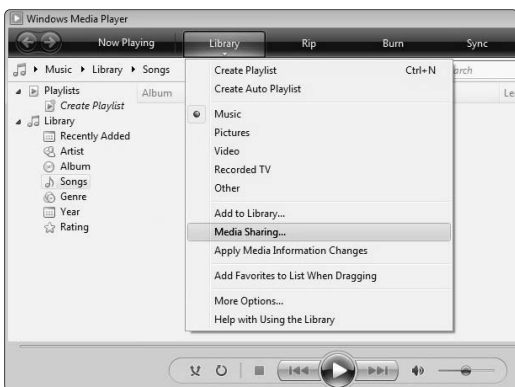 Windows Media Player
Now Playing Library Rip Burn Sync
Music Library Songs
Playlists
Create Playlist
Library
Recently Added
Artist
Album
Songs
Genre
Year
Rating
Album
Create Playlist Ctrl+N
Create Auto Playlist
Music
Pictures
Video
Recorded TV
Other
Add to Library...
Media Sharing...
Apply Media Information Changes
Add Favorites to List When Dragging
More Options...
Help with Using the Library